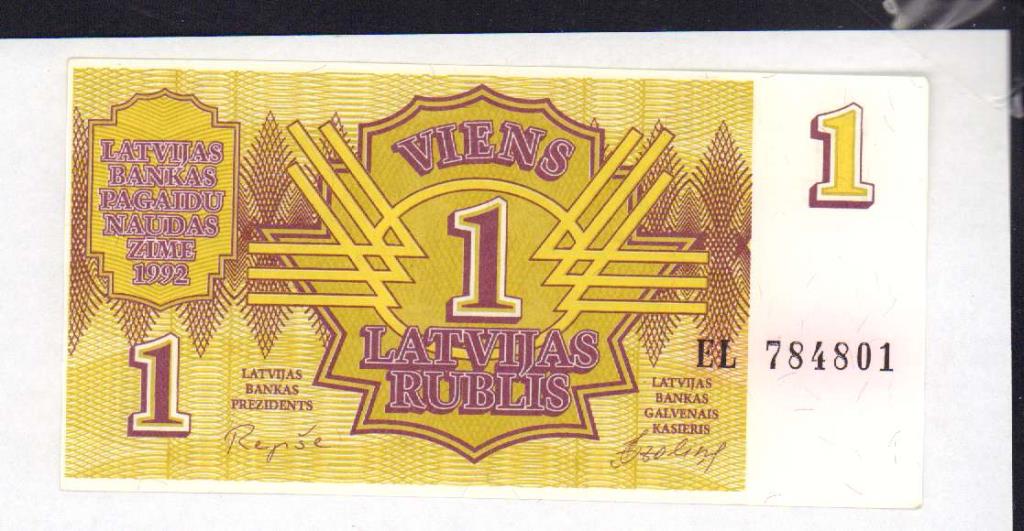 LATVIJAS
BANKAS
PAGAIDU
NAUDAS
ZIME
1992
VIENS
1
1
LATVIJAS
RUBLIS
1
LATVIJAS
BANKAS
PREZIDENTS
Repše
EL 784801
LATVIJAS
BANKAS
GALVENAIS
KASIERIS